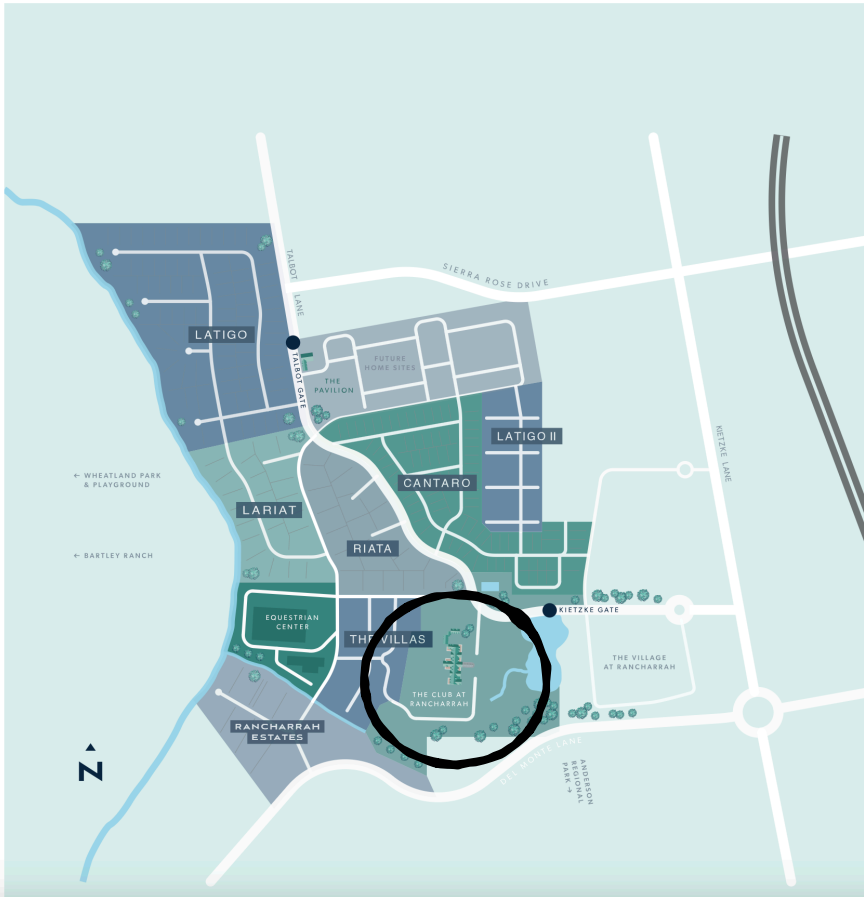 TALBOT LANE
SIERRA ROSE DRIVE
LATIGO
TALBOT GATE
FUTURE
HOME SITES
THE
PAVILION
LATIGO II
KIETZKE LANE
← WHEATLAND PARK
& PLAYGROUND
CANTARO
LARIAT
← BARTLEY RANCH
RIATA
EQUESTRIAN
CENTER
KIETZKE GATE
THE VILLAS
THE VILLAGE
AT RANCHARRAH
THE CLUB AT
RANCHARRAH
RANCHARRAH
ESTATES
DEL MONTE LANE
ANDERSON
REGIONAL
PARK →
N